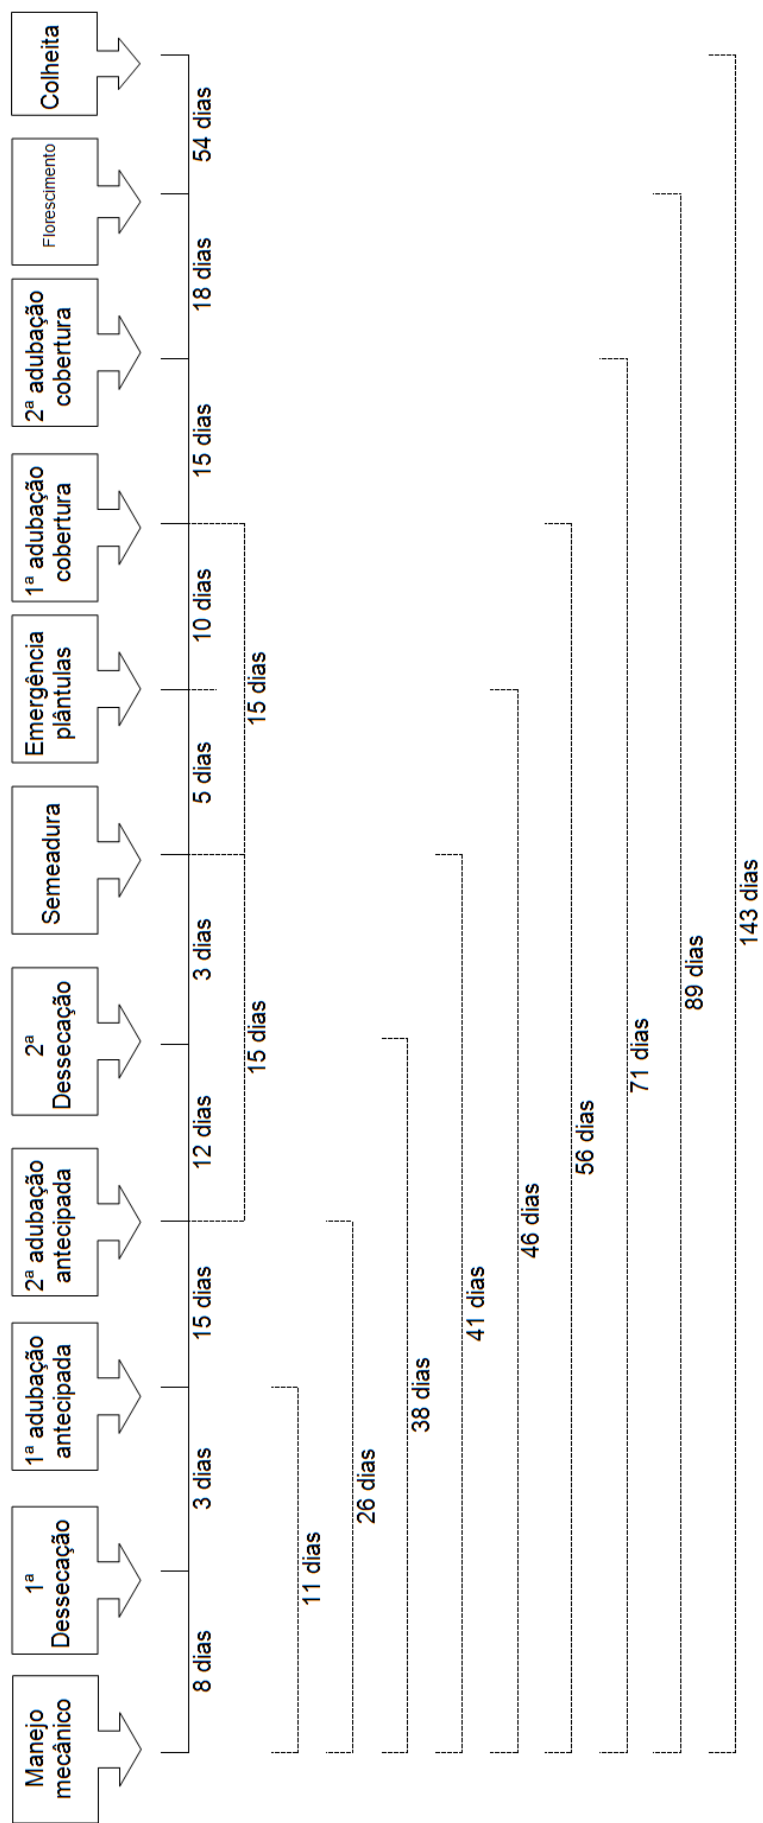 Manejo
mecânico
1ª
Dessecação
1ª adubação
antecipada
2ª adubação
antecipada
2ª
Dessecação
Semeadura
Emergência
plântulas
1ª adubação
cobertura
2ª adubação
cobertura
Florescimento
Colheita
8 dias
3 dias
15 dias
12 dias
3 dias
5 dias
10 dias
15 dias
18 dias
54 dias
15 dias
15 dias
11 dias
26 dias
38 dias
41 dias
46 dias
56 dias
71 dias
89 dias
143 dias